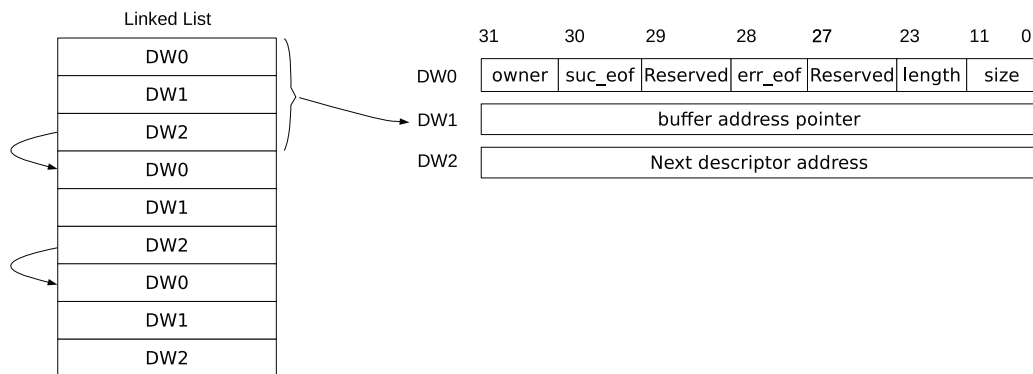 Linked List
DW0
DW1
DW2
DW0
DW1
DW2
DW0
DW1
DW2
31 30 29 28 27 23 11 0
DW0 owner suc_eof Reserved err_eof Reserved length size
DW1 buffer address pointer
DW2 Next descriptor address